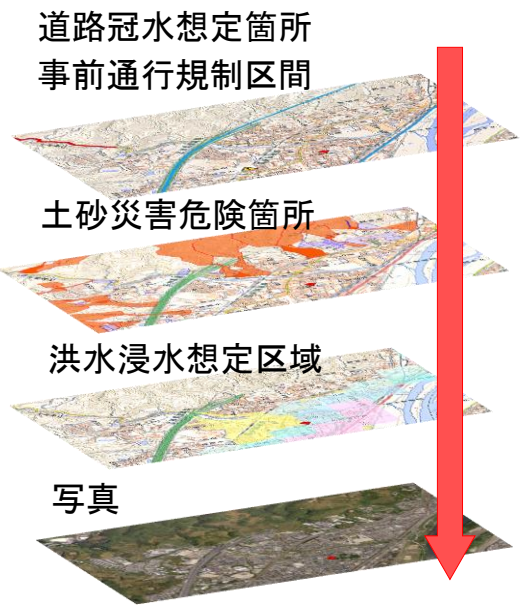 道路冠水想定箇所
事前通行規制区間
土砂災害危険箇所
洪水浸水想定区域
写真